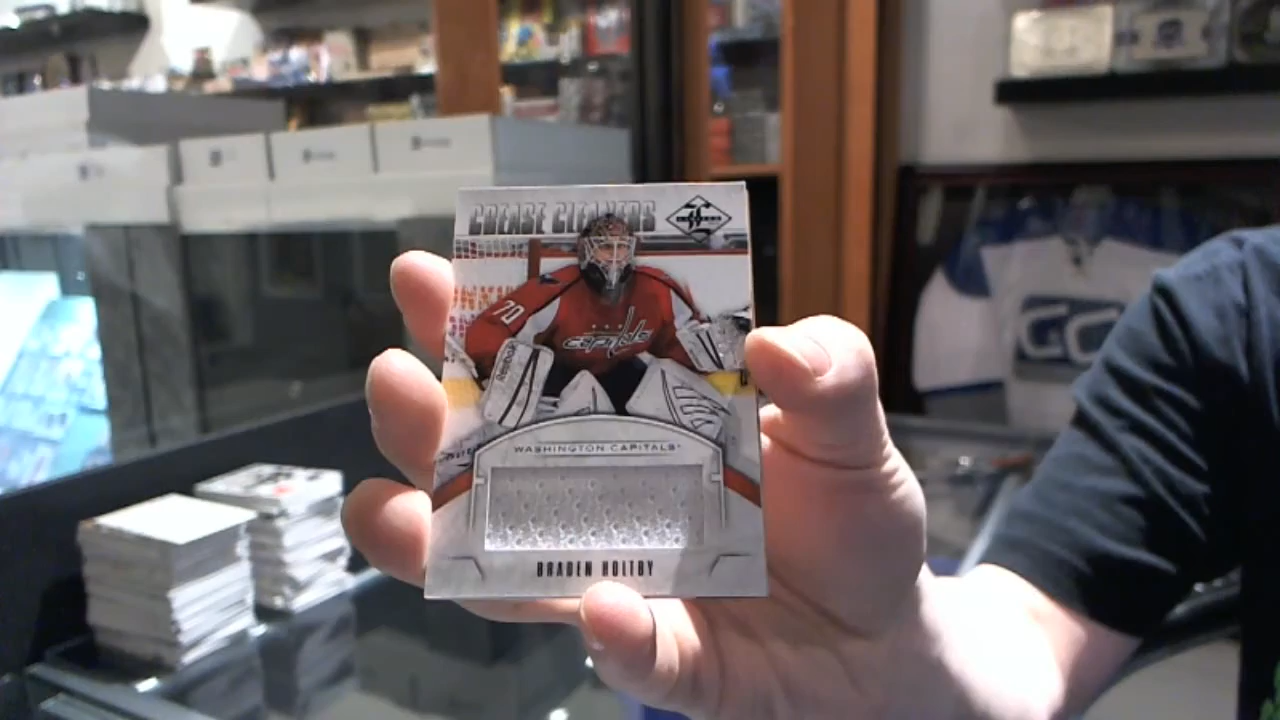 CREASE CLEANERS
70
Capitals
WASHINGTON CAPITALS
BRADEN HOLTBY